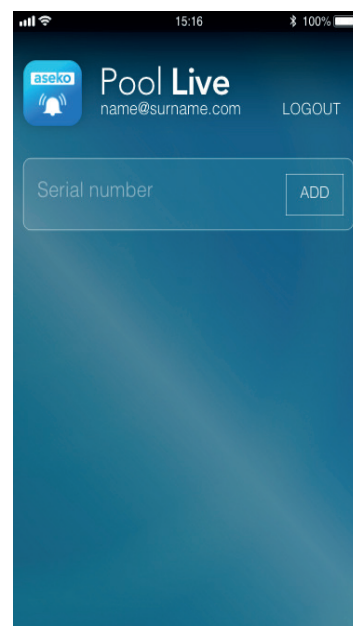 15:16
100%
aseko
Pool Live
name@surname.com
LOGOUT
Serial number
ADD